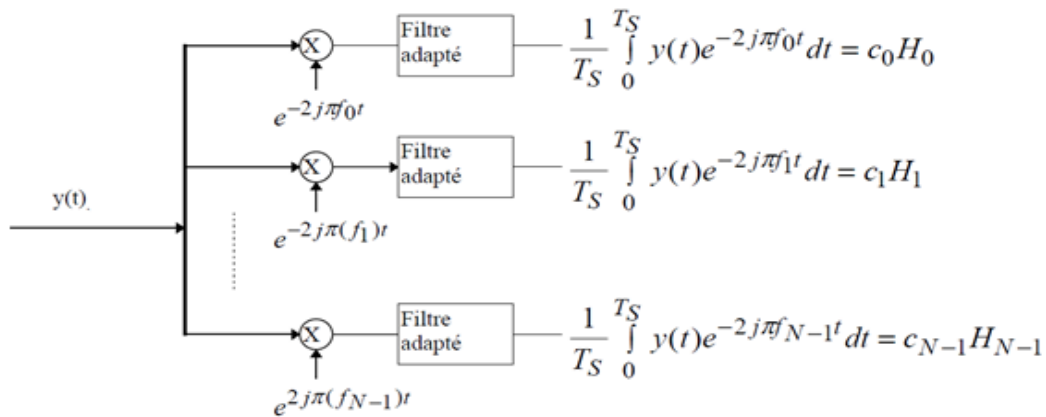 Filtre
adapté
X
1/T_S ∫_0^{T_S} y(t)e^{-2jπf_0t} dt = c_0H_0
e^{-2jπf_0t}
Filtre
adapté
X
1/T_S ∫_0^{T_S} y(t)e^{-2jπf_1t} dt = c_1H_1
y(t)
e^{-2jπ(f_1)t}
Filtre
adapté
X
1/T_S ∫_0^{T_S} y(t)e^{-2jπf_{N-1}t} dt = c_{N-1}H_{N-1}
e^{2jπ(f_{N-1})t}